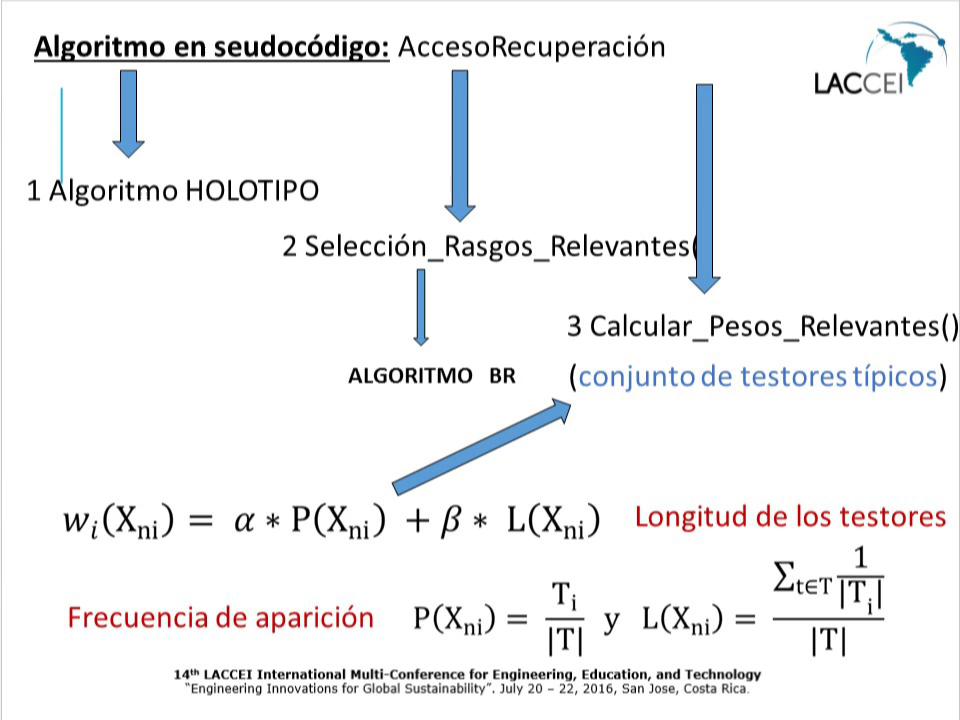 Algoritmo en seudocódigo: AccesoRecuperación
LACCEI
1 Algoritmo HOLOTIPO
2 Selección_Rasgos_Relevantes(
3 Calcular_Pesos_Relevantes()
ALGORITMO BR
(conjunto de testores típicos)
wᵢ(Xₙᵢ) = α ∗ P(Xₙᵢ) + β ∗ L(Xₙᵢ)
Longitud de los testores
Frecuencia de aparición
P(Xₙᵢ) = Tᵢ / |T| y L(Xₙᵢ) = ∑t∈T 1/|Tᵢ| / |T|
14th LACCEI International Multi-Conference for Engineering, Education, and Technology
"Engineering Innovations for Global Sustainability". July 20 – 22, 2016, San Jose, Costa Rica.